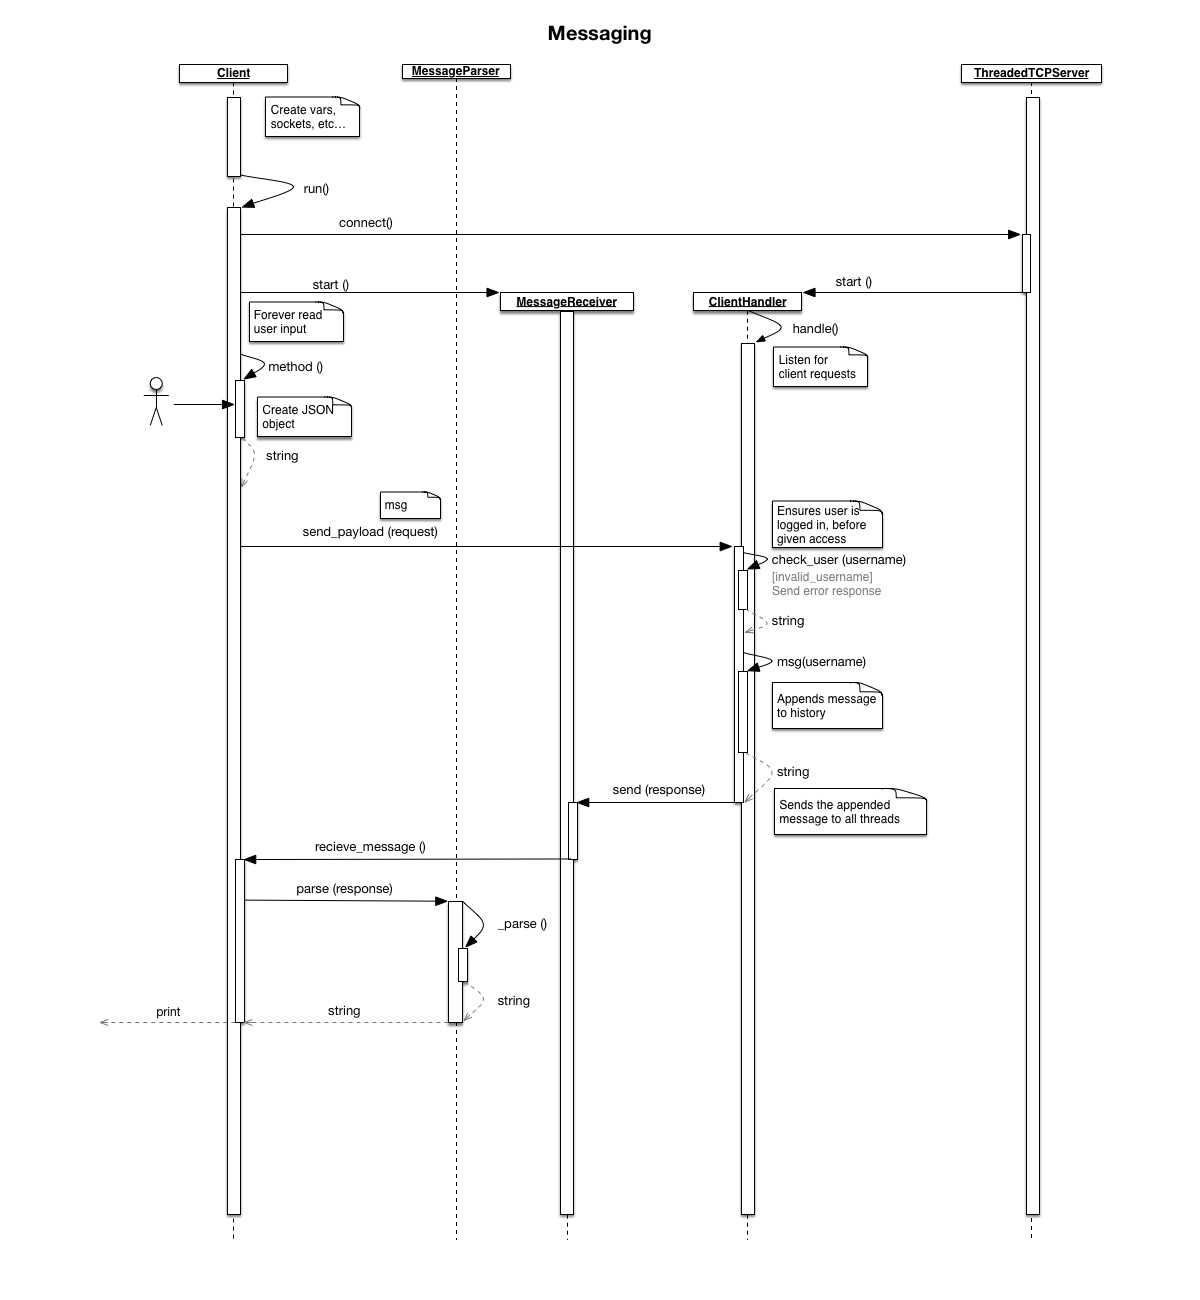 Messaging
Client
MessageParser
ThreadedTCPServer
Create vars,
sockets, etc...
run()
connect()
start ()
start ()
MessageReceiver
ClientHandler
Forever read
user input
handle()
Listen for
client requests
method ()
Create JSON
object
string
msg
send_payload (request)
Ensures user is
logged in, before
given access
check_user (username)
[invalid_username]
Send error response
string
msg(username)
Appends message
to history
string
send (response)
Sends the appended
message to all threads
recieve_message ()
parse (response)
_parse ()
string
print
string